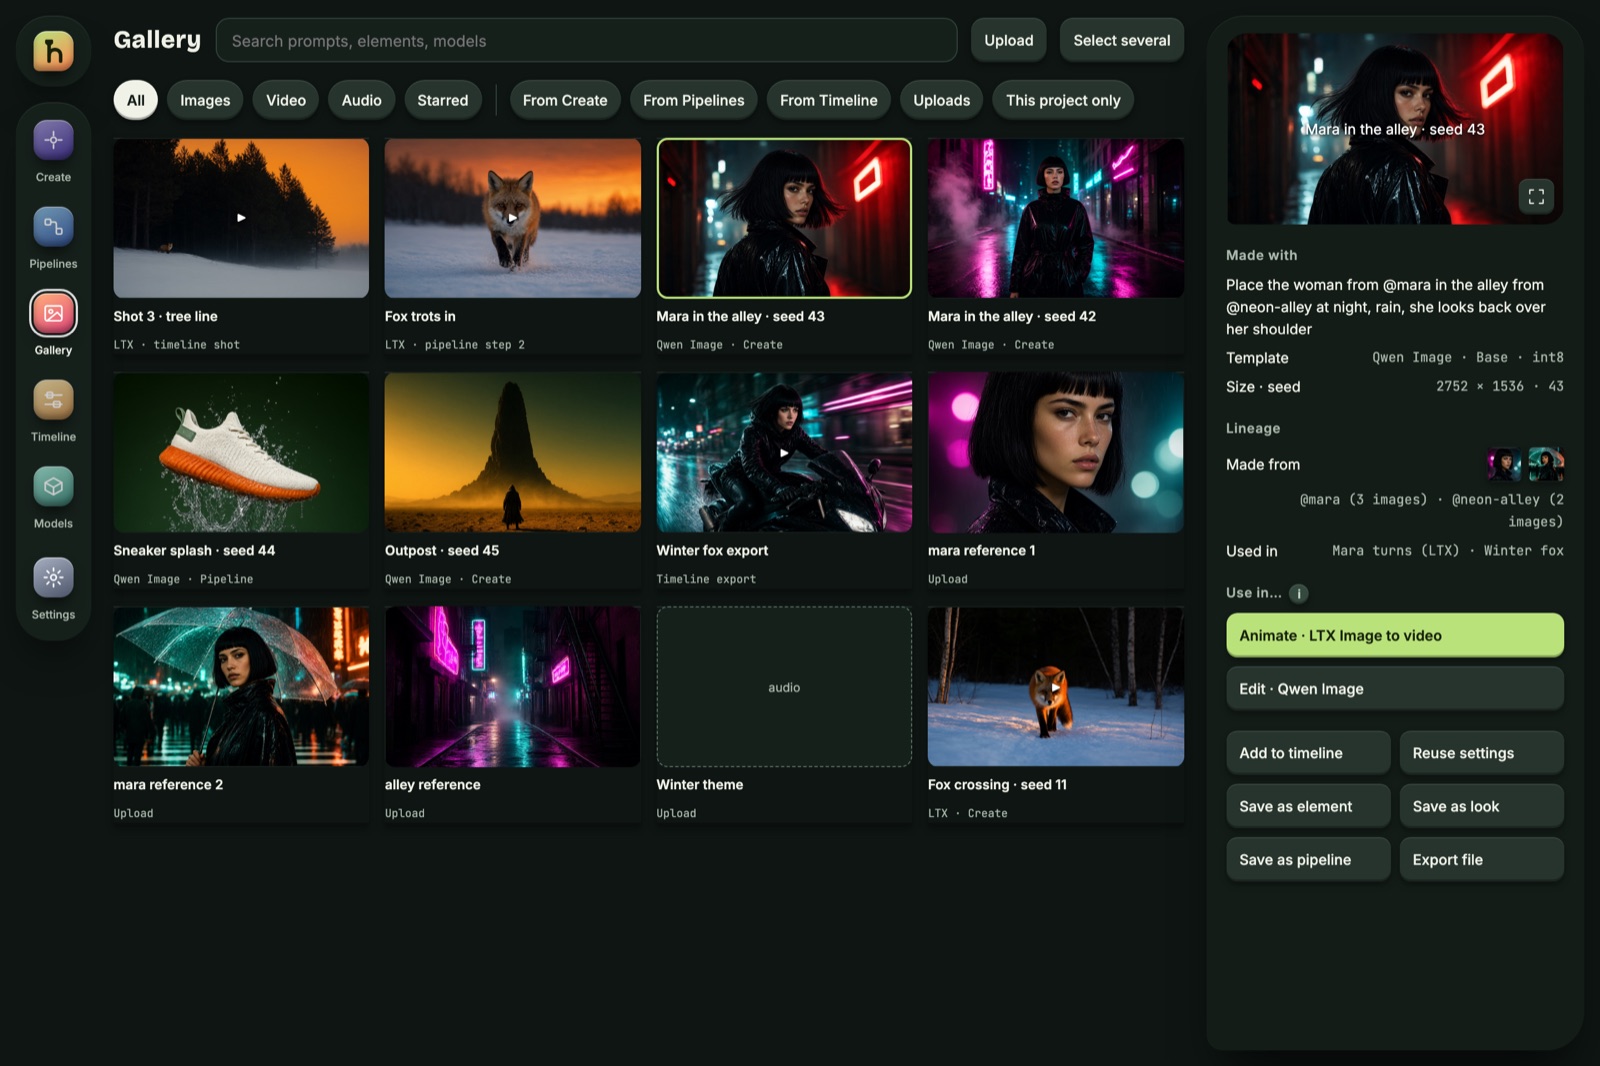 h
Create
Pipelines
Gallery
Timeline
Models
Settings
Gallery
Search prompts, elements, models
Upload
Select several
All
Images
Video
Audio
Starred
From Create
From Pipelines
From Timeline
Uploads
This project only
Shot 3 · tree line
LTX · timeline shot
Fox trots in
LTX · pipeline step 2
Mara in the alley · seed 43
Qwen Image · Create
Mara in the alley · seed 42
Qwen Image · Create
Sneaker splash · seed 44
Qwen Image · Pipeline
Outpost · seed 45
Qwen Image · Create
Winter fox export
Timeline export
mara reference 1
Upload
mara reference 2
Upload
alley reference
Upload
audio
Winter theme
Upload
Fox crossing · seed 11
LTX · Create
Mara in the alley · seed 43
Made with
Place the woman from @mara in the alley from
@neon-alley at night, rain, she looks back over
her shoulder
Template
Qwen Image · Base · int8
Size · seed
2752 × 1536 · 43
Lineage
Made from
@mara (3 images) · @neon-alley (2
images)
Used in
Mara turns (LTX) · Winter fox
Use in... i
Animate · LTX Image to video
Edit · Qwen Image
Add to timeline
Reuse settings
Save as element
Save as look
Save as pipeline
Export file